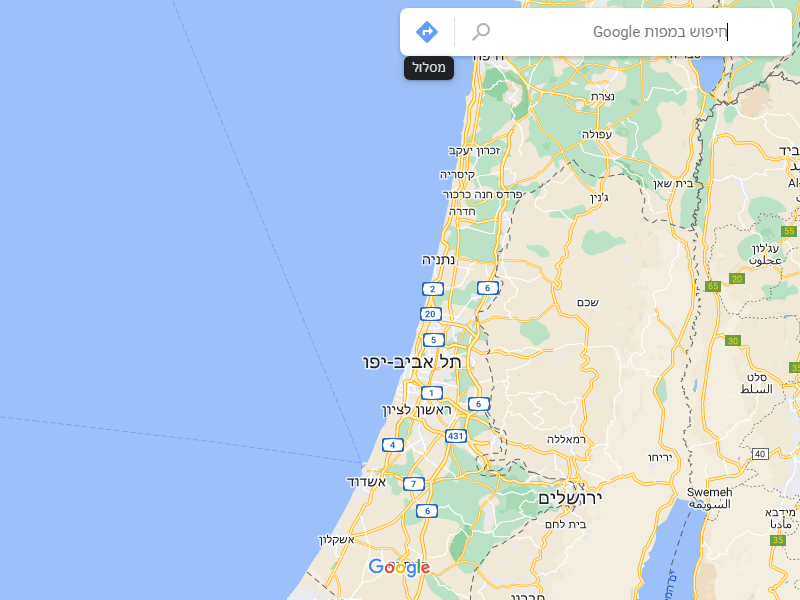 חיפוש במפות Google
מסלול
חיפה
נצרת
עפולה
זכרון יעקב
ביד
קיסריה
בית שאן
פרדס חנה כרכור
ג'נין
חדרה
55
עג'לון
عجلون
נתניה
20
65
2
6
שכם
20
5
30
תל אביב-יפו
35
סלט
السلط
1
6
ראשון לציון
431
רמאללה
4
40
יריחו
אשדוד
7
ירושלים
Swemeh
السويمة
6
מידבא
مادبا
בית לחם
35
אשקלון
Google
חברון